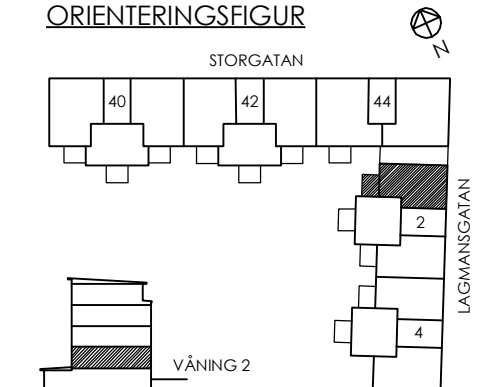 ORIENTERINGSFIGUR
N
STORGATAN
40
42
44
2
LAGMANSGATAN
4
VÅNING 2